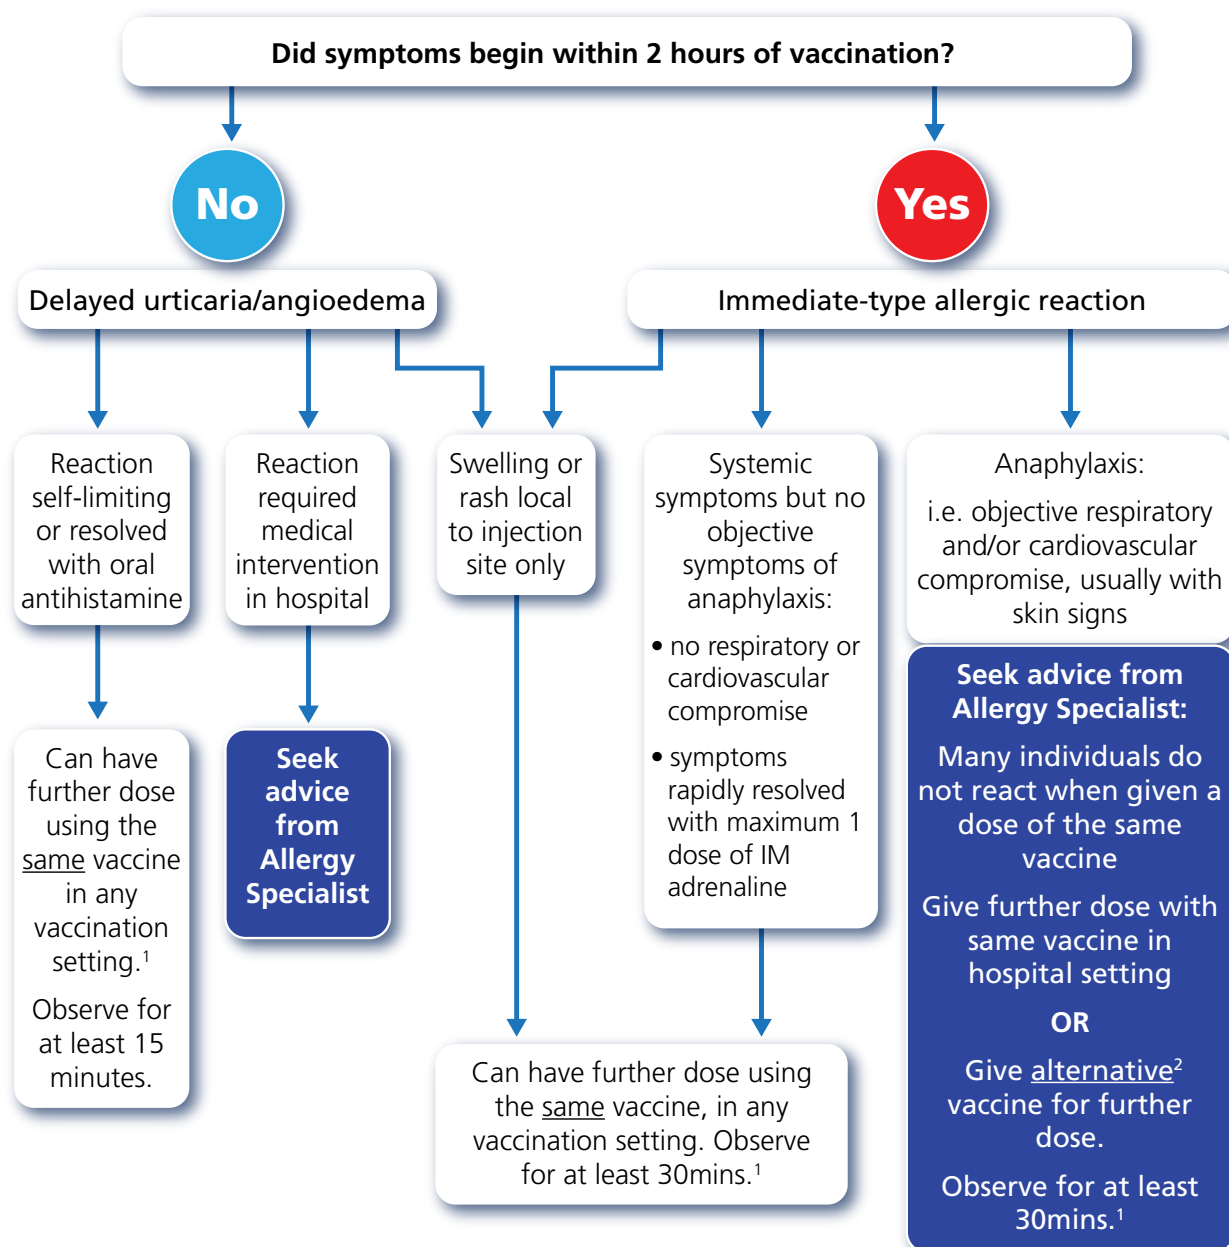 Did symptoms begin within 2 hours of vaccination?
No
Yes
Delayed urticaria/angioedema
Immediate-type allergic reaction
Reaction
self-limiting
or resolved
with oral
antihistamine
Reaction
required
medical
intervention
in hospital
Swelling or
rash local
to injection
site only
Systemic
symptoms but no
objective
symptoms of
anaphylaxis:
• no respiratory or
cardiovascular
compromise
• symptoms
rapidly resolved
with maximum 1
dose of IM
adrenaline
Anaphylaxis:
i.e. objective respiratory
and/or cardiovascular
compromise, usually with
skin signs
Can have
further dose
using the
same vaccine
in any
vaccination
setting.¹
Observe for
at least 15
minutes.
Seek
advice
from
Allergy
Specialist
Can have further dose using
the same vaccine, in any
vaccination setting. Observe
for at least 30mins.¹
Seek advice from
Allergy Specialist:
Many individuals do
not react when given a
dose of the same
vaccine
Give further dose with
same vaccine in
hospital setting
OR
Give alternative²
vaccine for further
dose.
Observe for at least
30mins.¹